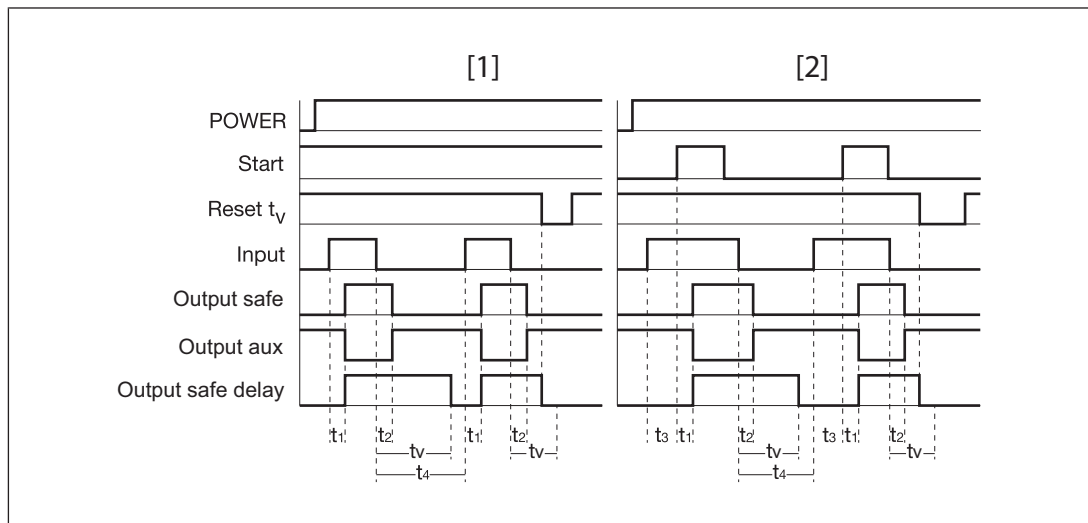 [1] [2]
POWER
Start
Reset tV
Input
Output safe
Output aux
Output safe delay
t1 t2 t1 t2 t3 t1 t2 t3 t1 t2
tv tv tv tv
t4 t4